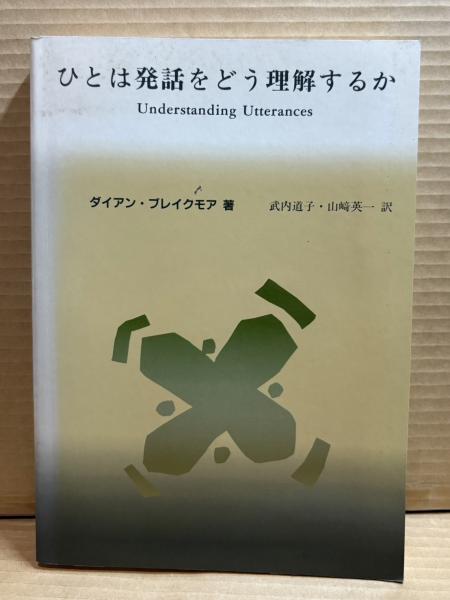 ひとは発話をどう理解するか
Understanding Utterances
ダイアン・ブレイクモア 著 武内道子・山﨑英一 訳